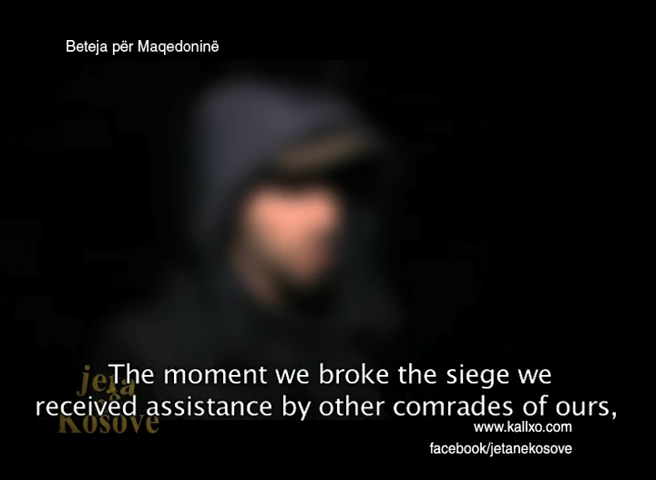 Beteja për Maqedoninë
The moment we broke the siege we
received assistance by other comrades of ours,
jeta
Kosovë
www.kallxo.com
facebook/jetanekosove